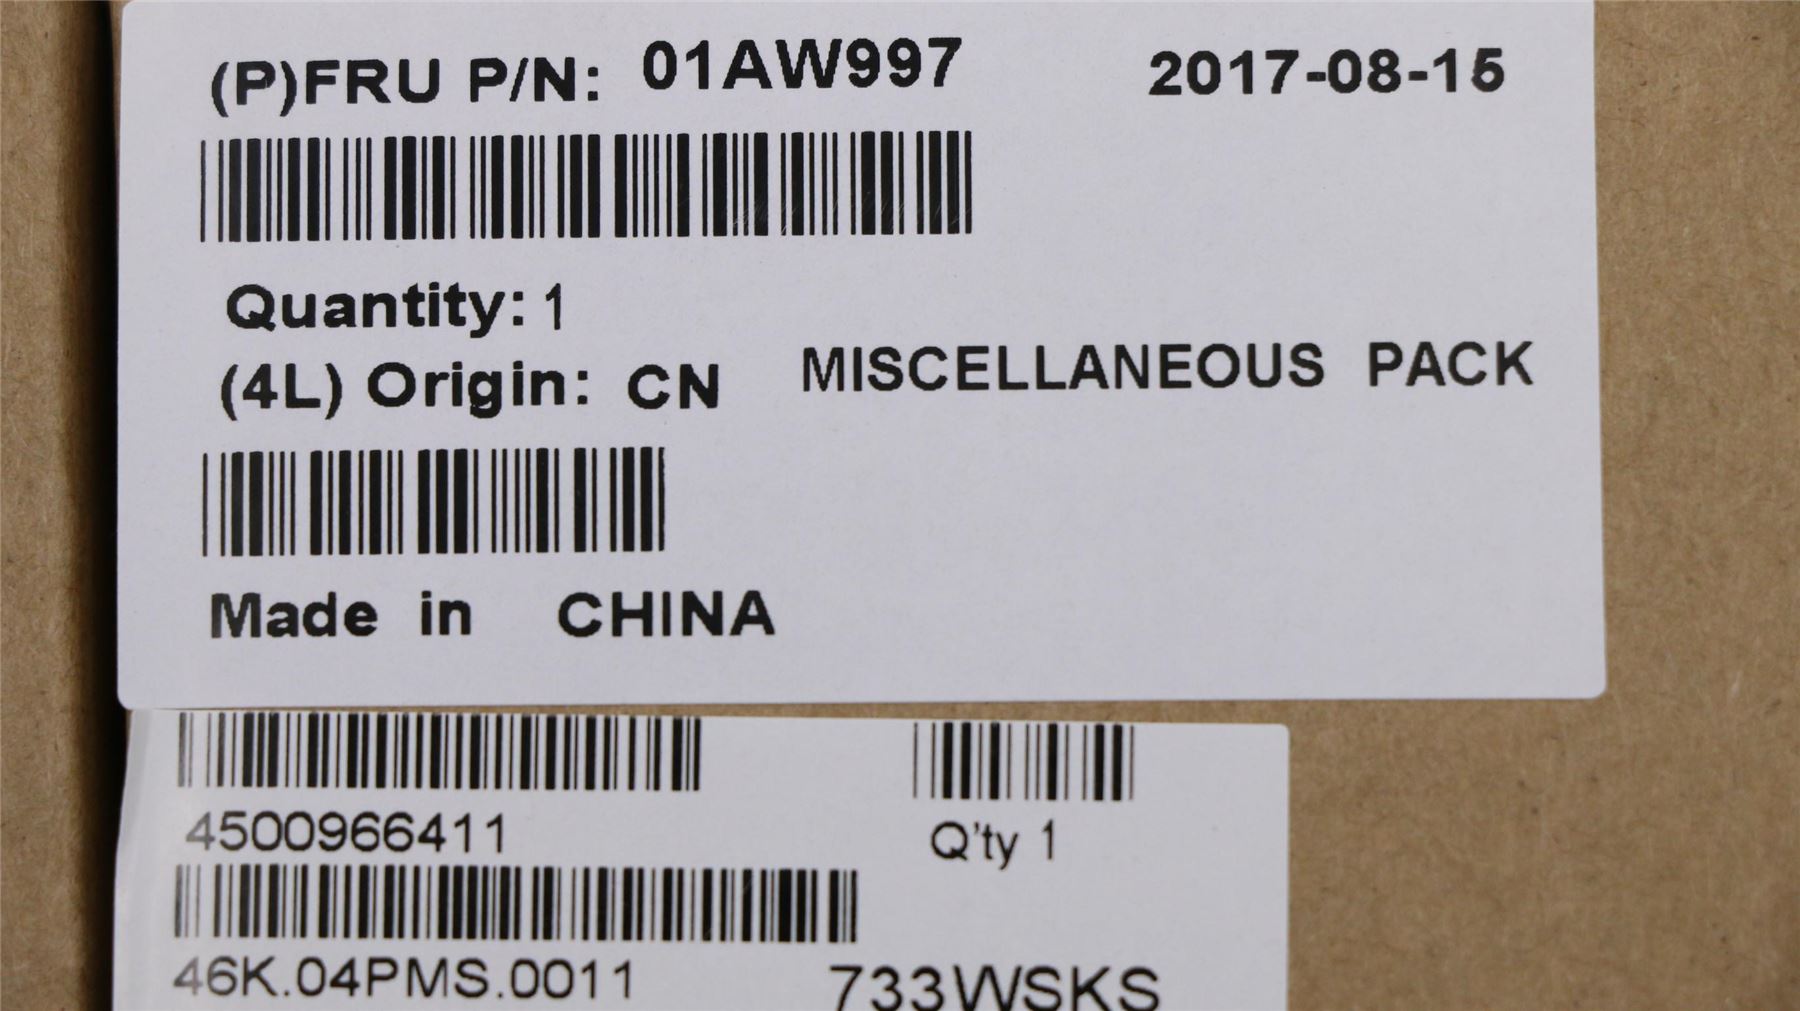 (P)FRU P/N: 01AW997 2017-08-15
Quantity: 1
(4L) Origin: CN MISCELLANEOUS PACK
Made in CHINA
4500966411 Q'ty 1
46K.04PMS.0011 733WSKS